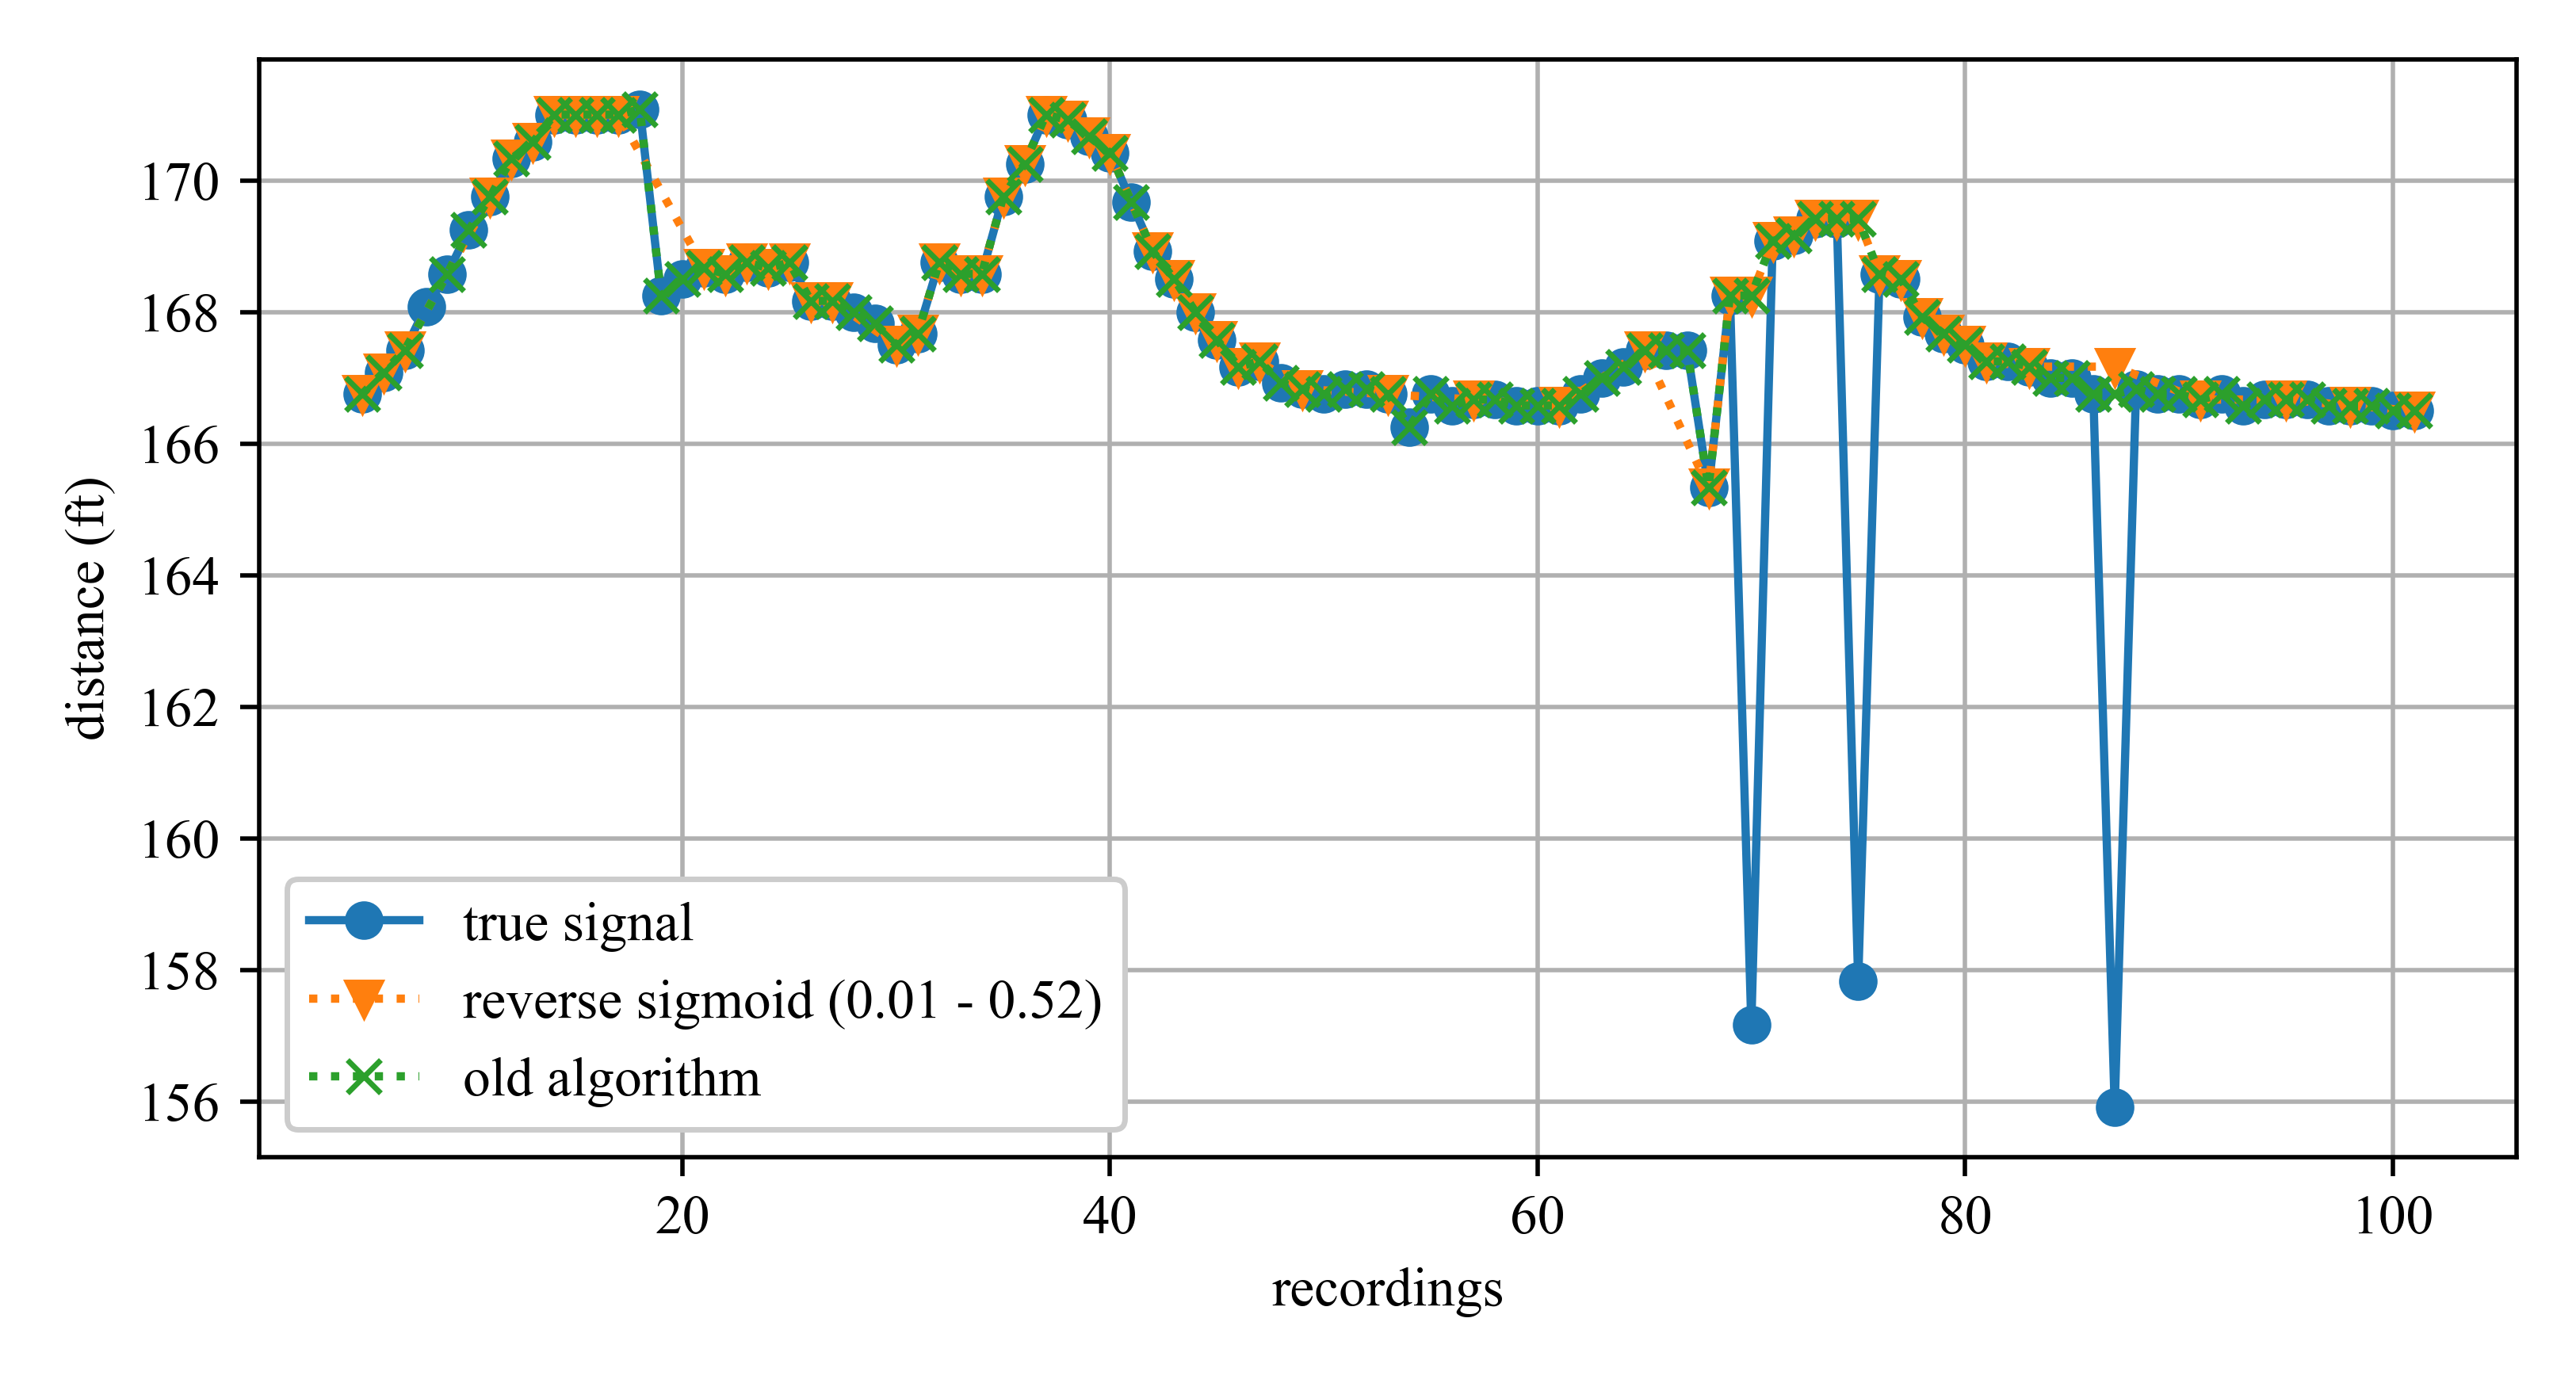 170
168
166
164
162
160
158
156
distance (ft)
true signal
reverse sigmoid (0.01 - 0.52)
old algorithm
20 40 60 80 100
recordings